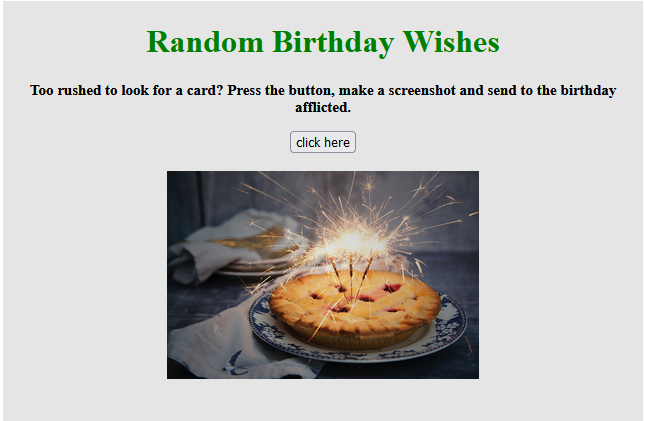 Random Birthday Wishes
Too rushed to look for a card? Press the button, make a screenshot and send to the birthday
afflicted.
click here